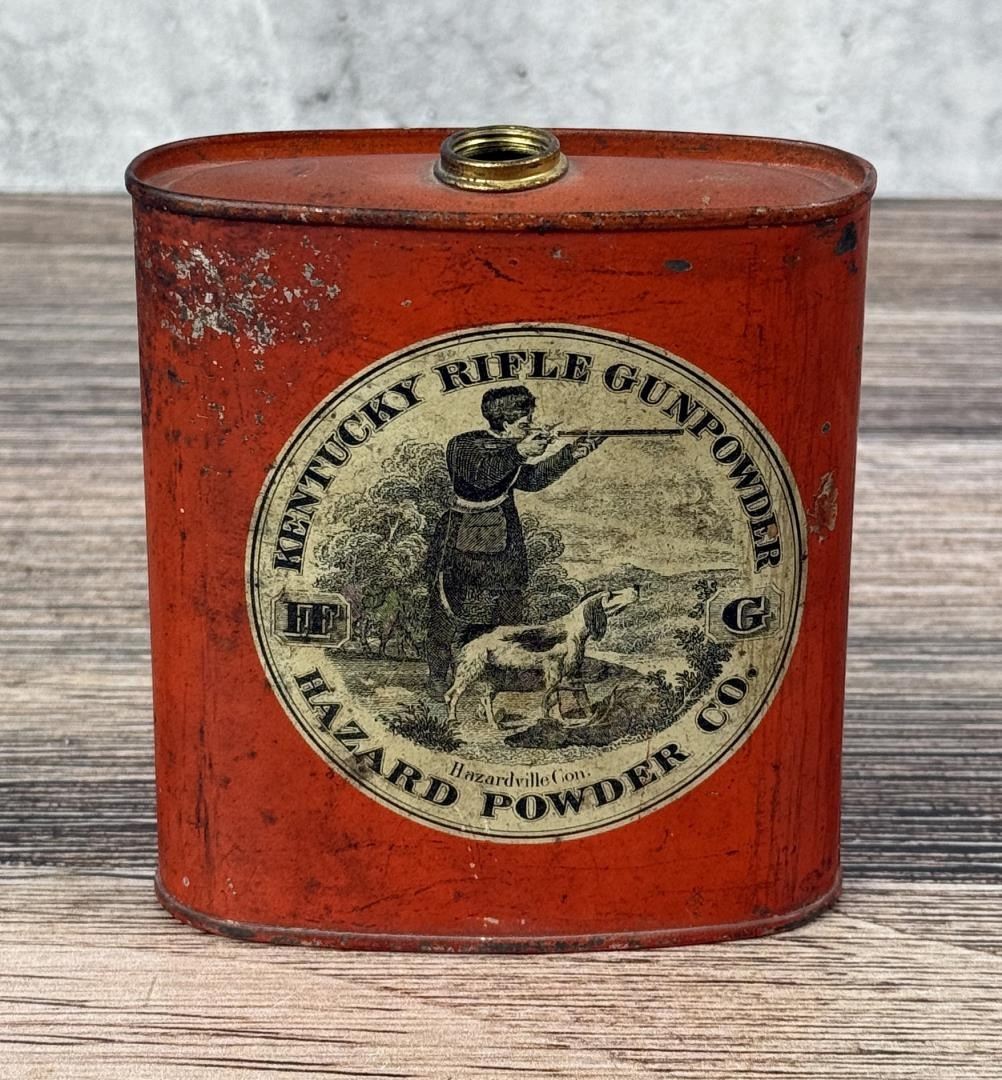 KENTUCKY RIFLE GUNPOWDER
FF G
Hazardville Con.
HAZARD POWDER CO.